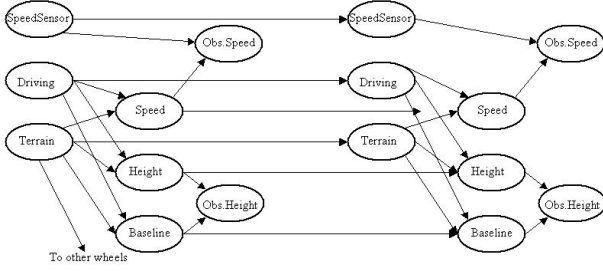 SpeedSensor
SpeedSensor
Obs.Speed
Obs.Speed
Driving
Driving
Speed
Speed
Terrain
Terrain
Height
Height
Obs.Height
Obs.Height
Baseline
Baseline
To other wheels